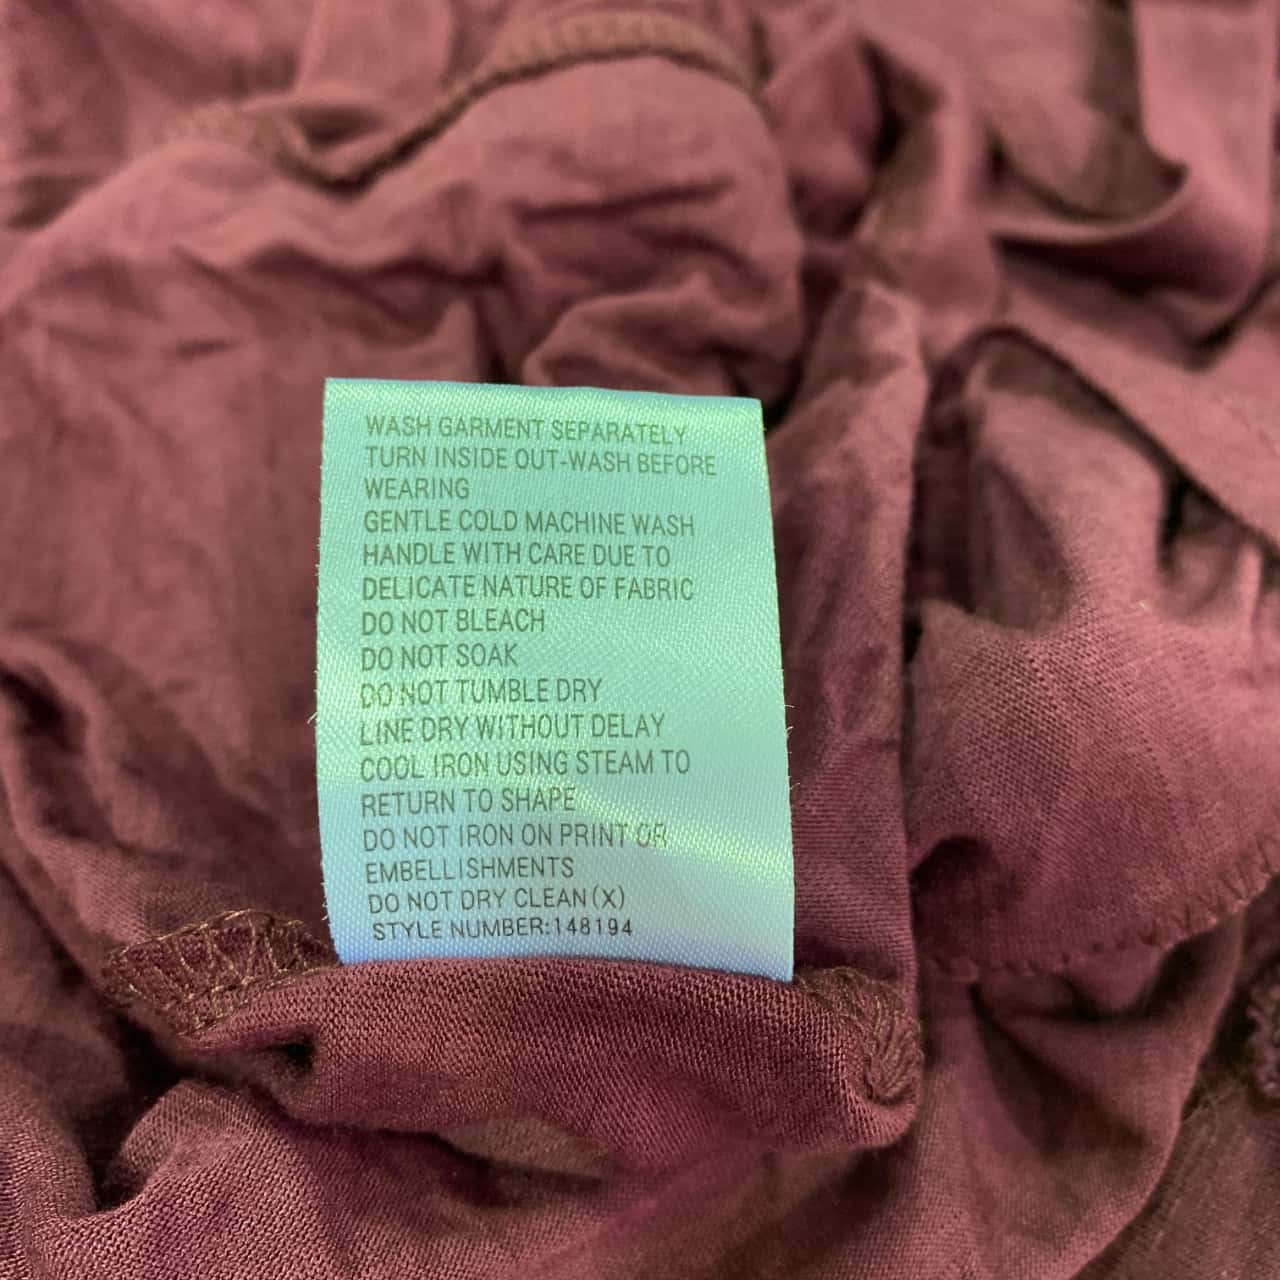 WASH GARMENT SEPARATELY
TURN INSIDE OUT-WASH BEFORE
WEARING
GENTLE COLD MACHINE WASH
HANDLE WITH CARE DUE TO
DELICATE NATURE OF FABRIC
DO NOT BLEACH
DO NOT SOAK
DO NOT TUMBLE DRY
LINE DRY WITHOUT DELAY
COOL IRON USING STEAM TO
RETURN TO SHAPE
DO NOT IRON ON PRINT OR
EMBELLISHMENTS
DO NOT DRY CLEAN(X)
STYLE NUMBER:148194